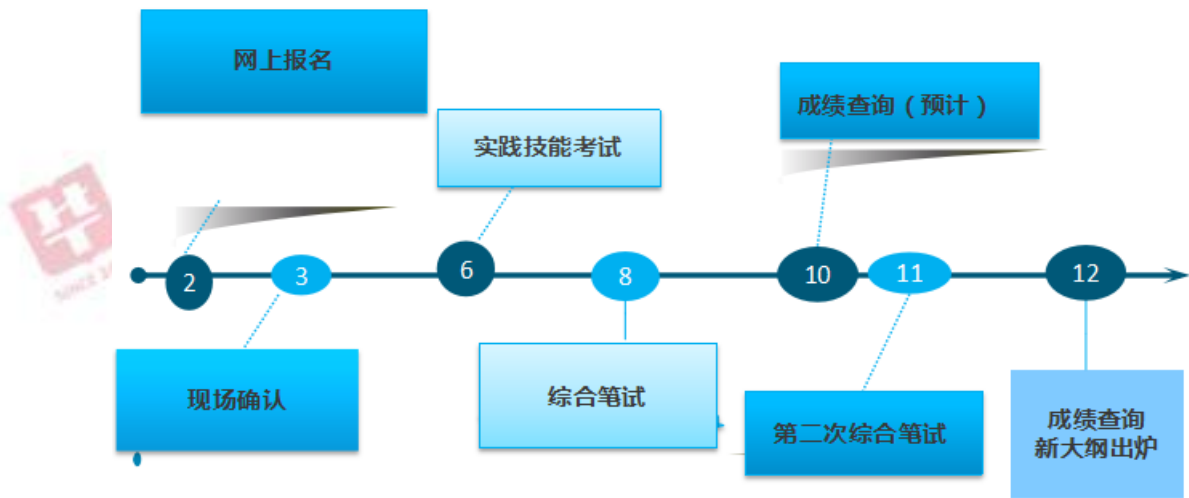 网上报名
成绩查询（预计）
实践技能考试
2
3
6
8
10
11
12
现场确认
综合笔试
第二次综合笔试
成绩查询
新大纲出炉